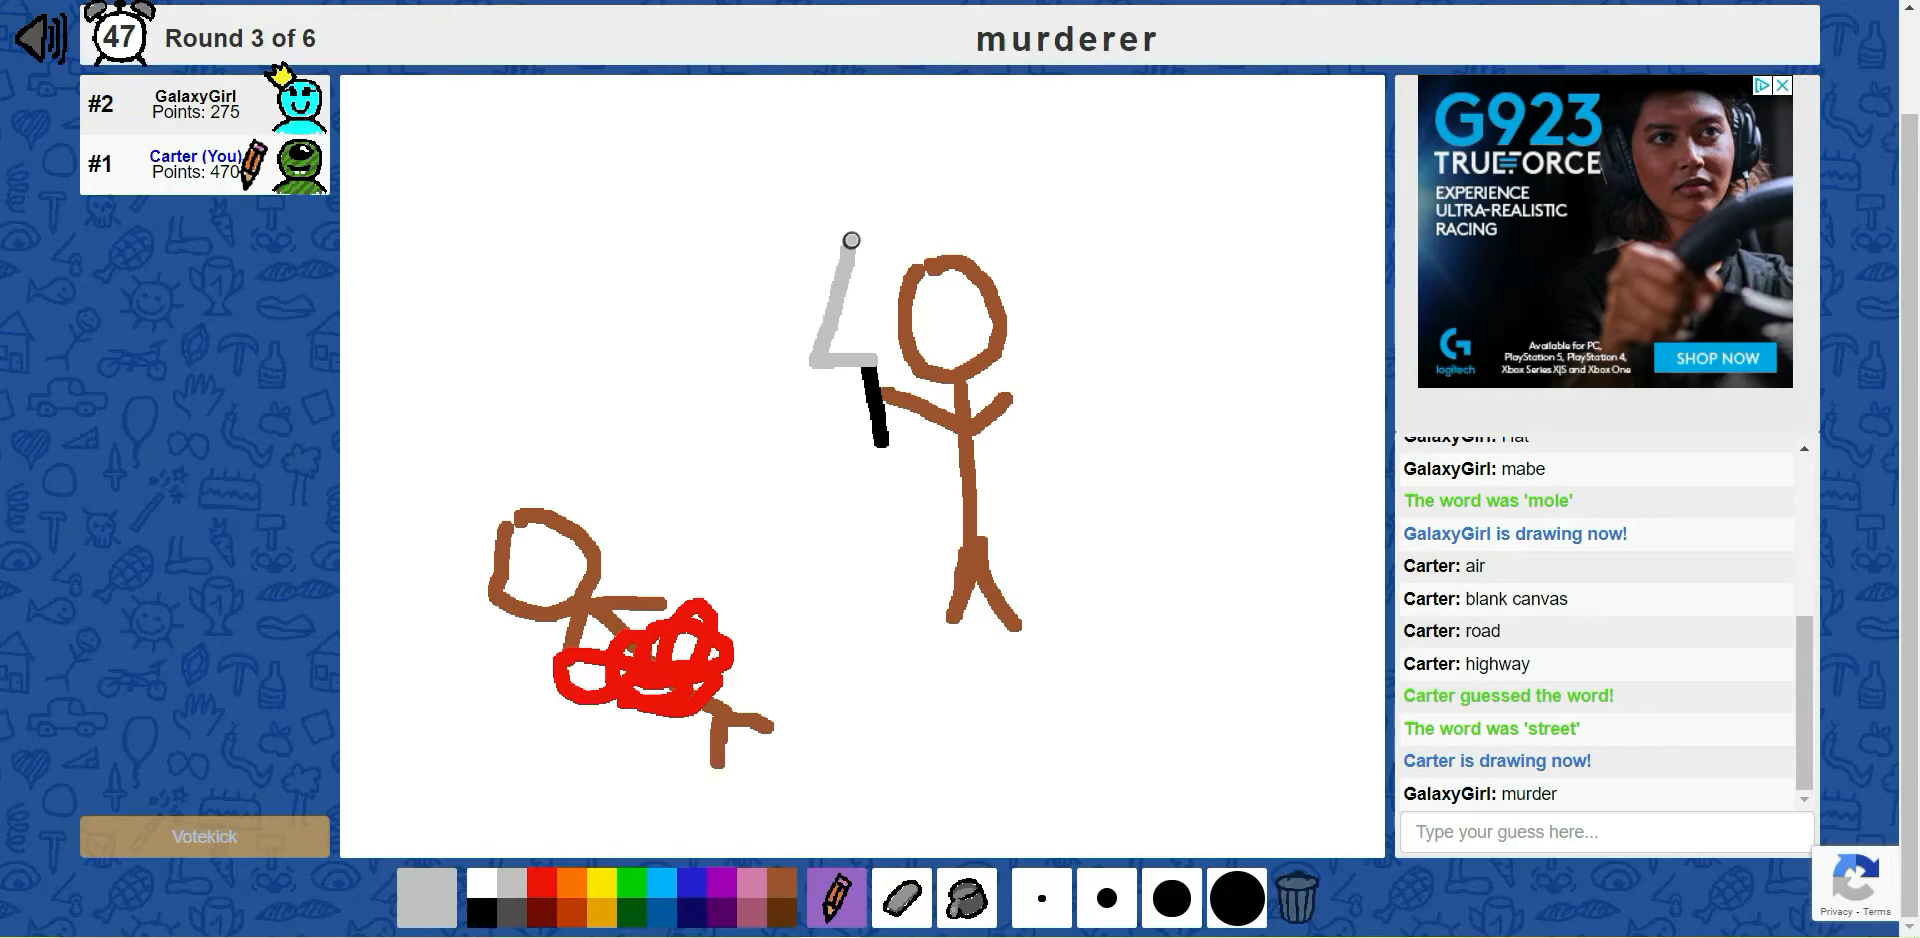 47
Round 3 of 6
murderer
#2
GalaxyGirl
Points: 275
#1
Carter (You)
Points: 470
G923
TRUEFORCE
EXPERIENCE
ULTRA-REALISTIC
RACING
Available for PC,
PlayStation 5, PlayStation 4,
Xbox Series X|S and Xbox One
logitech
SHOP NOW
GalaxyGirl:
GalaxyGirl: mabe
The word was 'mole'
GalaxyGirl is drawing now!
Carter: air
Carter: blank canvas
Carter: road
Carter: highway
Carter guessed the word!
The word was 'street'
Carter is drawing now!
GalaxyGirl: murder
Type your guess here...
Votekick
Privacy - Terms